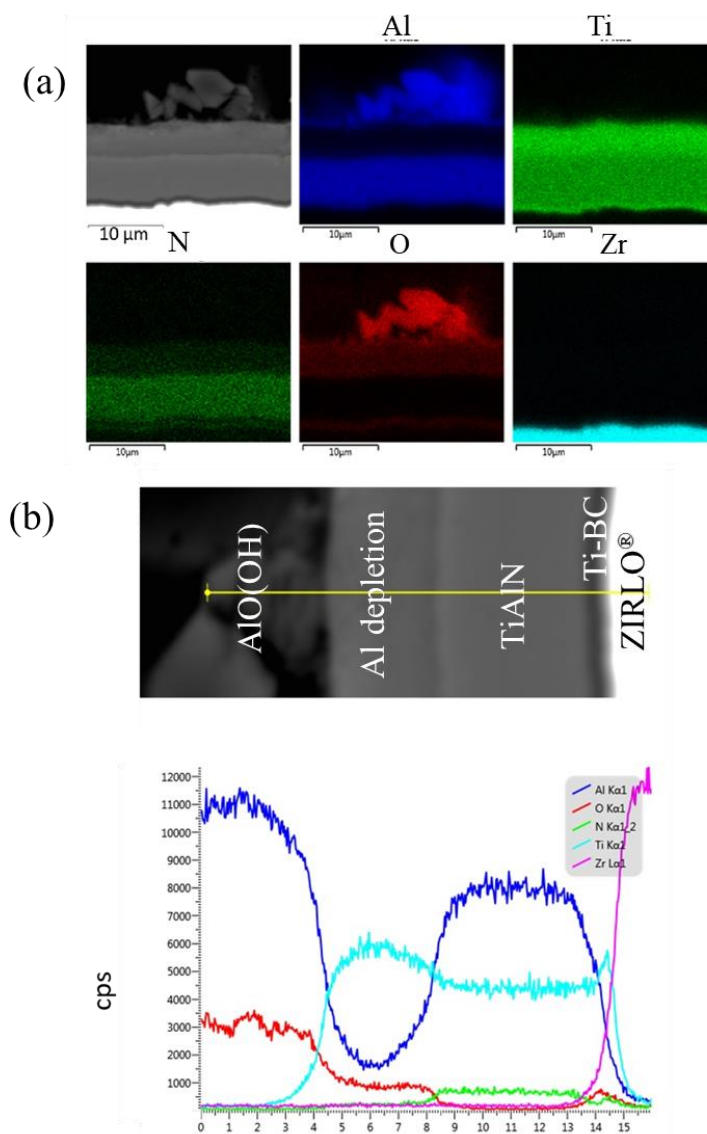 Al Ti
(a)
10 µm 10µm 10µm
N O Zr
10µm 10µm 10µm
(b)
AlO(OH)
Al depletion
TiAlN
Ti-BC
ZIRLO®
12000
11000
10000
9000
8000
7000
6000
5000
4000
3000
2000
1000
cps
Al Kα1
O Kα1
N Kα1_2
Ti Kα1
Zr Lα1
0 1 2 3 4 5 6 7 8 9 10 11 12 13 14 15